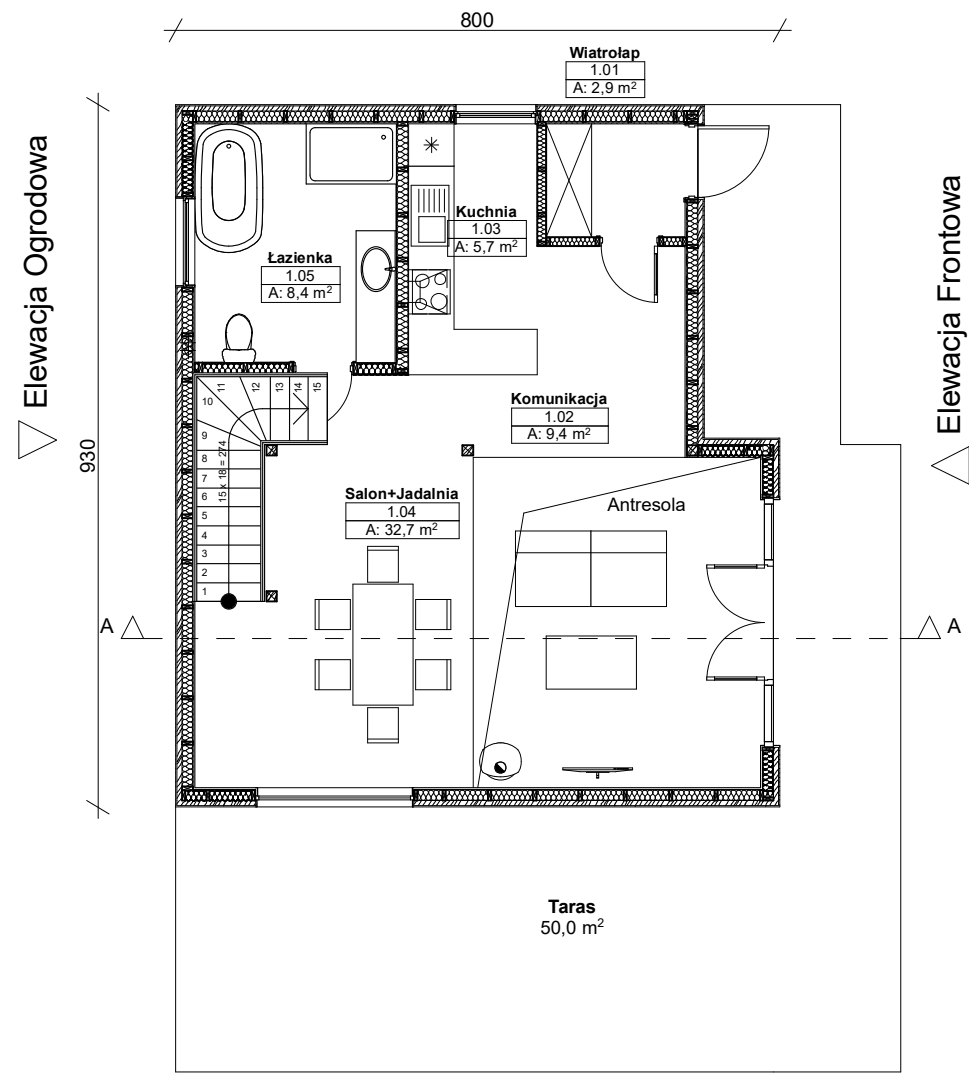 800
Wiatrołap
1.01
A: 2,9 m²
Elewacja Ogrodowa
Elewacja Frontowa
930
Kuchnia
1.03
A: 5,7 m²
Łazienka
1.05
A: 8,4 m²
Komunikacja
1.02
A: 9,4 m²
15
14
13
12
11
10
9
8
7
6
5
4
3
2
1
15 x 18 = 274
Salon+Jadalnia
1.04
A: 32,7 m²
Antresola
A
A
Taras
50,0 m²